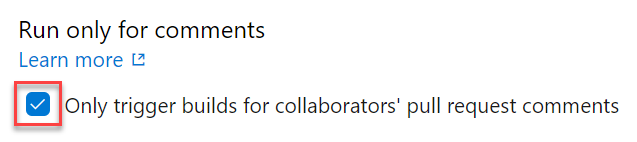 Run only for comments
Learn more
Only trigger builds for collaborators' pull request comments